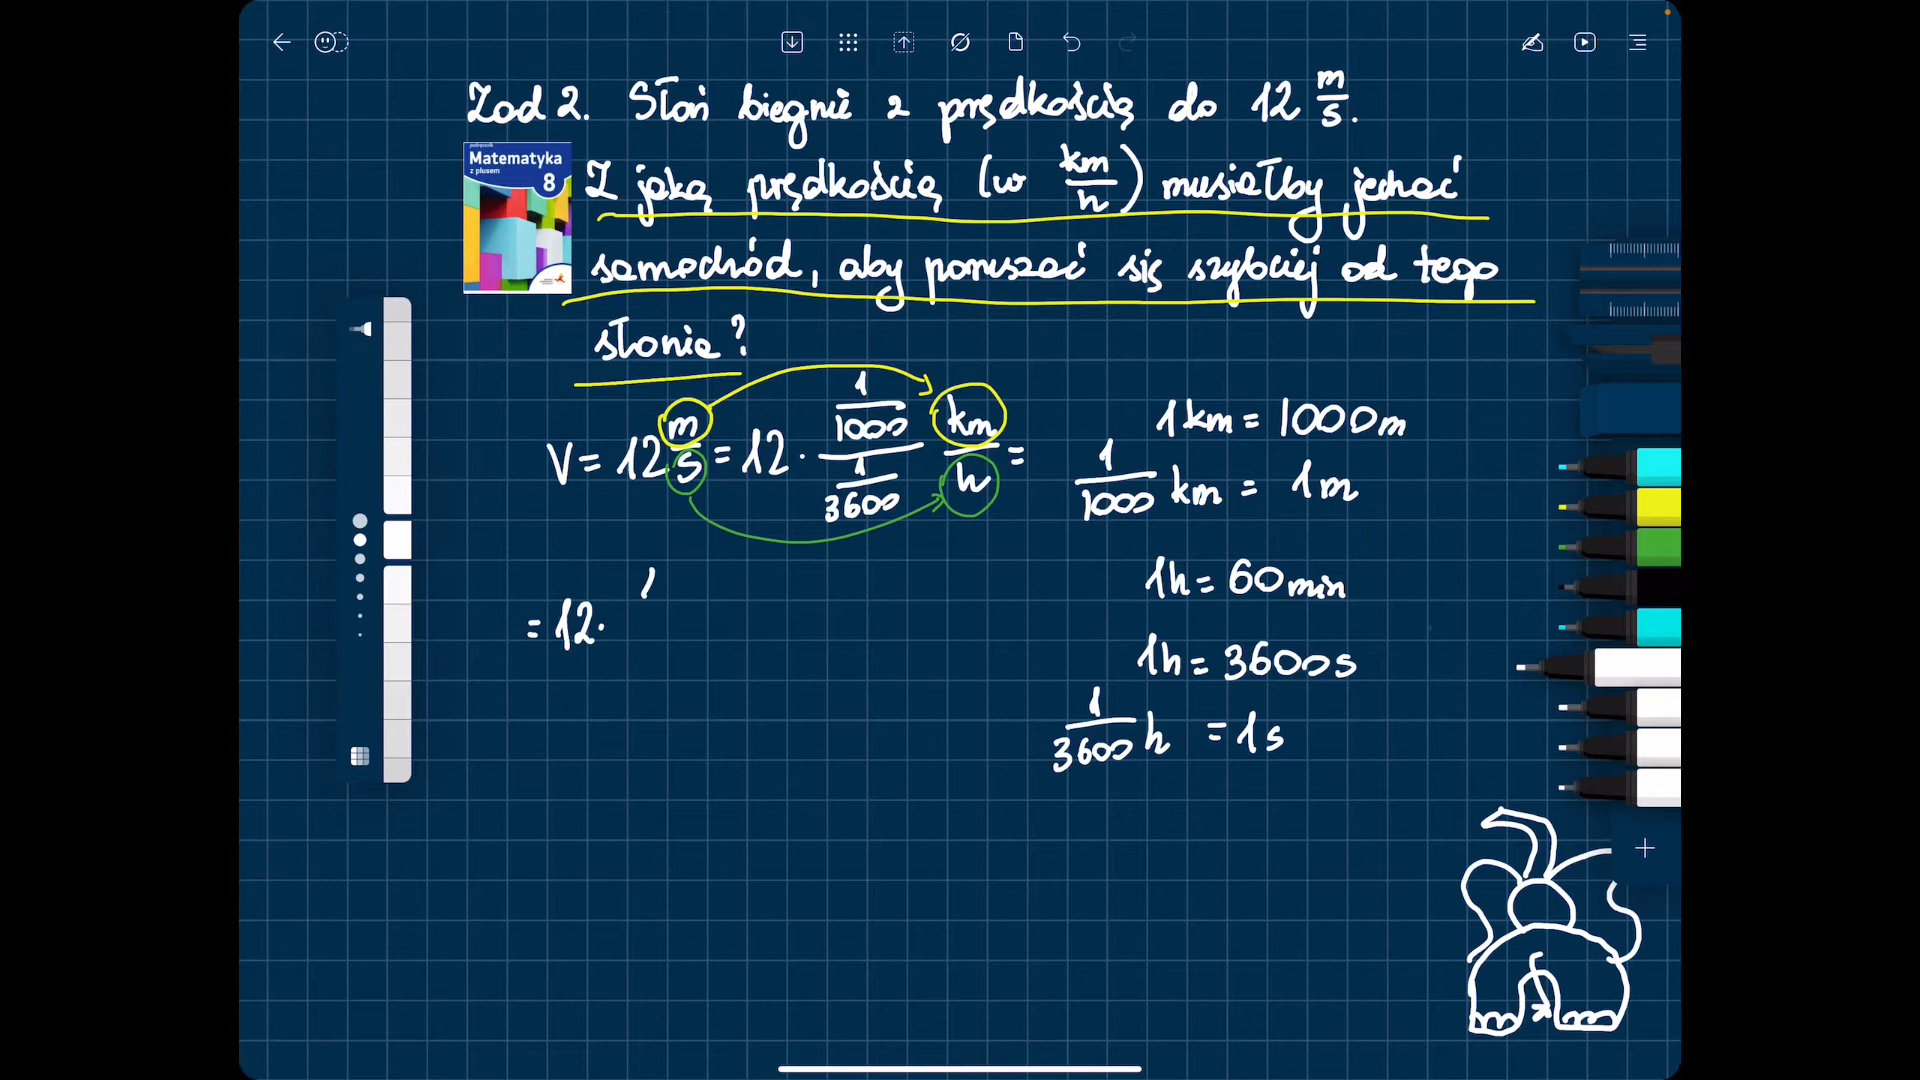 Zad 2. Słoń biegnie z prędkością do 12 m/s.
podręcznik
Matematyka
z plusem
8
Z jaką prędkością (w km/h) musiałby jechać
samochód, aby poruszać się szybciej od tego
słonia?
V = 12 m/s = 12 · (1/1000)/(1/3600) km/h =
1km = 1000m
1/1000 km = 1m
1h = 60min
= 12 · 1
1h = 3600s
1/3600 h = 1s